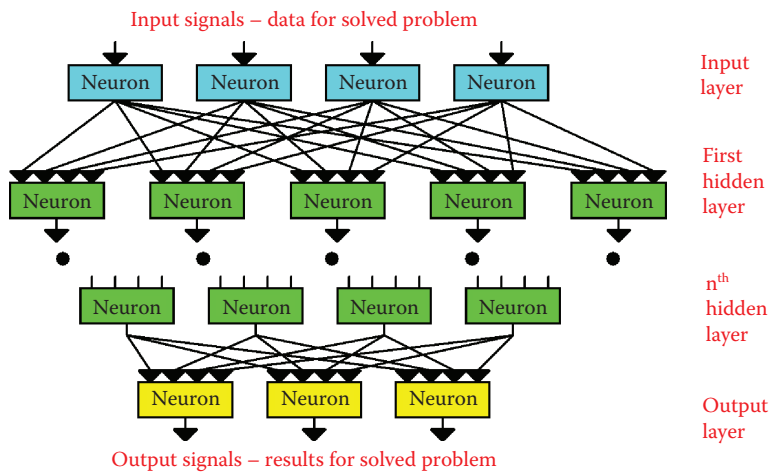 Input signals – data for solved problem
Neuron Neuron Neuron Neuron
Input
layer
First
hidden
layer
Neuron Neuron Neuron Neuron Neuron
nth
hidden
layer
Neuron Neuron Neuron Neuron
Neuron Neuron Neuron
Output
layer
Output signals – results for solved problem